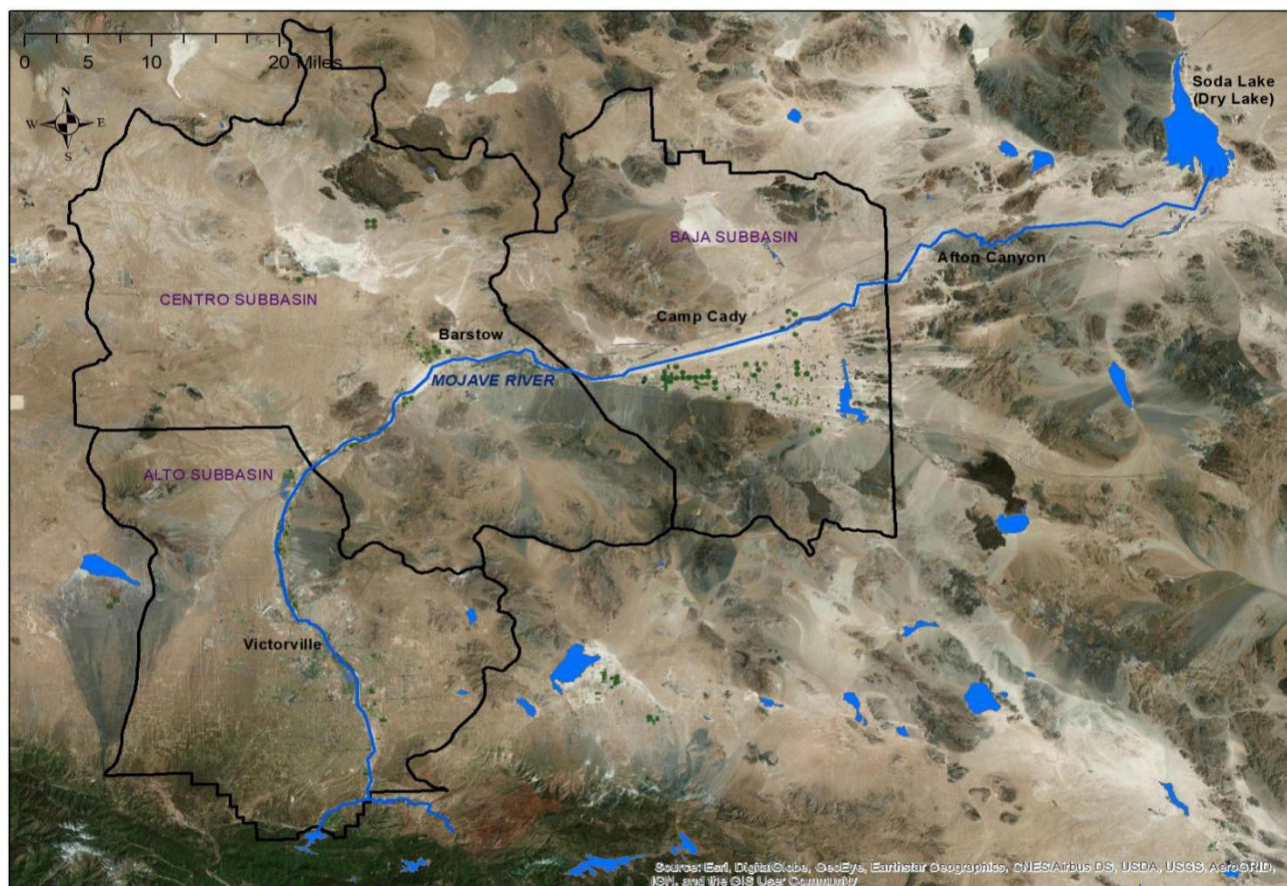 0 5 10 20 Miles
N
W E
S
Soda Lake
(Dry Lake)
BAJA SUBBASIN
Afton Canyon
CENTRO SUBBASIN
Camp Cady
Barstow
MOJAVE RIVER
ALTO SUBBASIN
Victorville
Source: Esri, DigitalGlobe, GeoEye, Earthstar Geographics, CNES/Airbus DS, USDA, USGS, AeroGRID,
IGN, and the GIS User Community